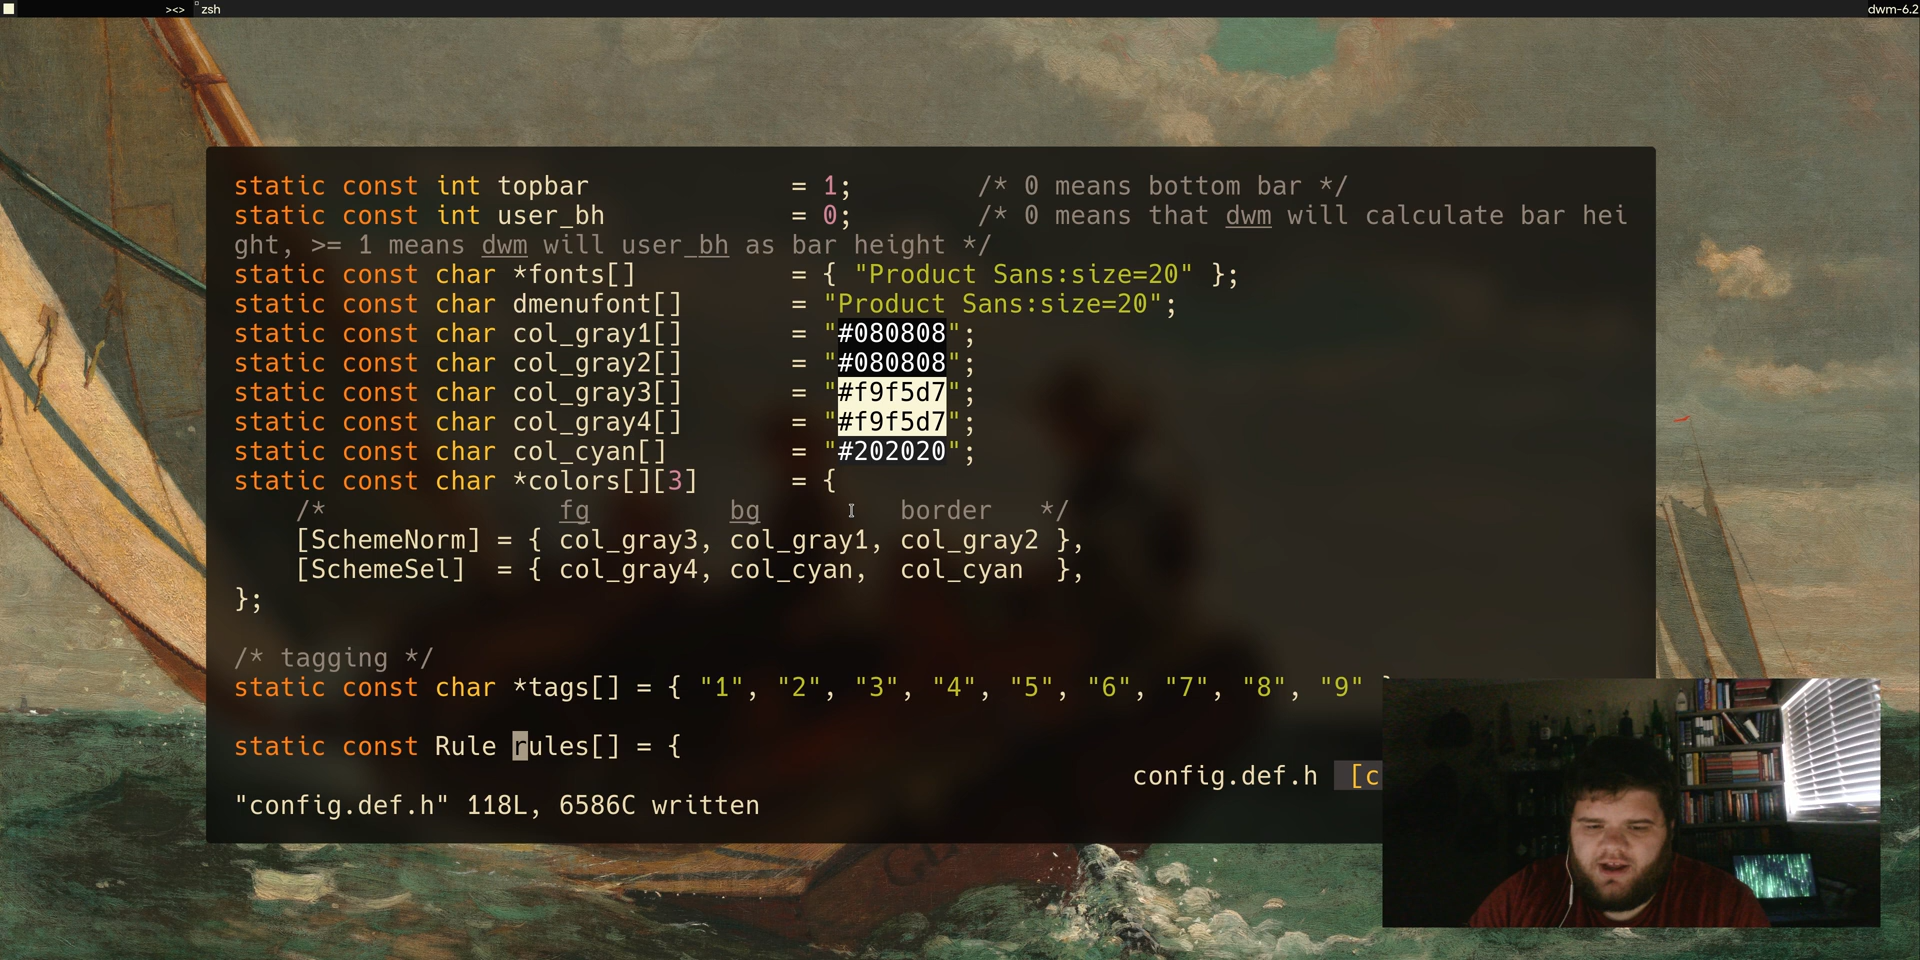 ><> zsh dwm-6.2
static const int topbar = 1; /* 0 means bottom bar */
static const int user_bh = 0; /* 0 means that dwm will calculate bar hei
ght, >= 1 means dwm will user_bh as bar height */
static const char *fonts[] = { "Product Sans:size=20" };
static const char dmenufont[] = "Product Sans:size=20";
static const char col_gray1[] = "#080808";
static const char col_gray2[] = "#080808";
static const char col_gray3[] = "#f9f5d7";
static const char col_gray4[] = "#f9f5d7";
static const char col_cyan[] = "#202020";
static const char *colors[][3] = {
/* fg bg border */
[SchemeNorm] = { col_gray3, col_gray1, col_gray2 },
[SchemeSel] = { col_gray4, col_cyan, col_cyan },
};
/* tagging */
static const char *tags[] = { "1", "2", "3", "4", "5", "6", "7", "8", "9"
static const Rule rules[] = {
config.def.h [c
"config.def.h" 118L, 6586C written